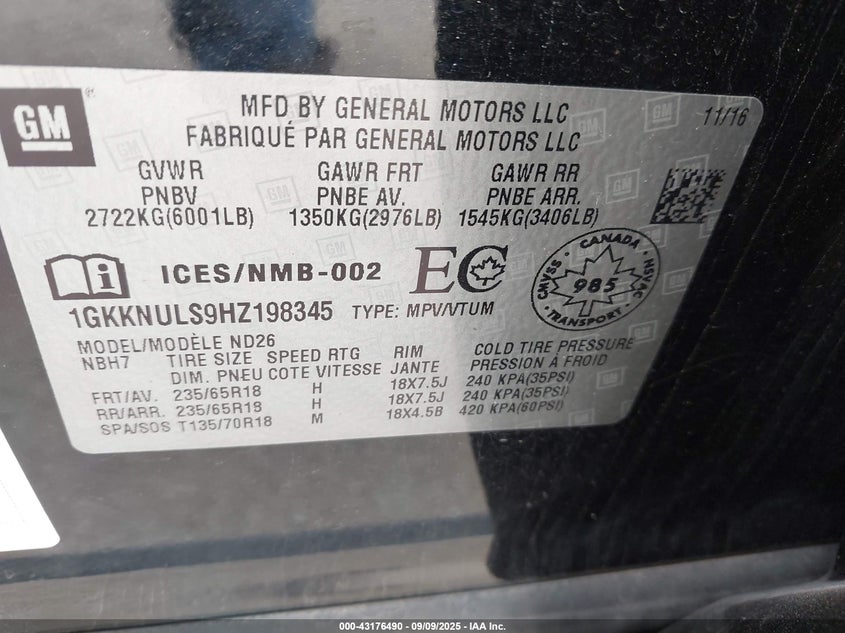 GM
MFD BY GENERAL MOTORS LLC
11/16
FABRIQUÉ PAR GENERAL MOTORS LLC
GVWR GAWR FRT GAWR RR
PNBV PNBE AV. PNBE ARR.
2722KG(6001LB) 1350KG(2976LB) 1545KG(3406LB)
ICES/NMB-002 EC
CANADA
CMVSS 985 NSVAC
TRANSPORT
1GKKNULS9HZ198345 TYPE: MPV/VTUM
MODEL/MODÈLE ND26
NBH7 TIRE SIZE SPEED RTG RIM COLD TIRE PRESSURE
DIM. PNEU COTE VITESSE JANTE PRESSION À FROID
FRT/AV. 235/65R18 H 18X7.5J 240 KPA(35PSI)
RR/ARR. 235/65R18 H 18X7.5J 240 KPA(35PSI)
SPA/SOS T135/70R18 M 18X4.5B 420 KPA(60PSI)
000-43176490 - 09/09/2025 - IAA Inc.